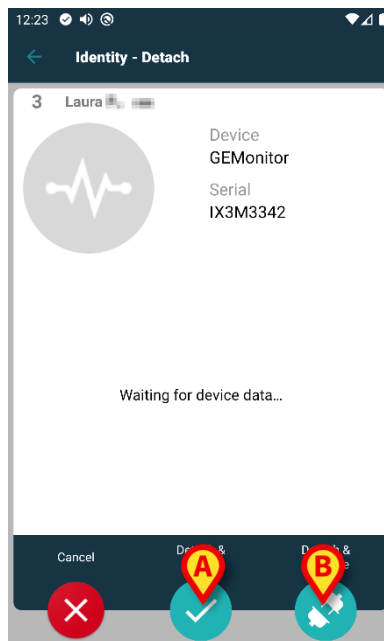 12:23
Identity - Detach
3 Laura
Device
GEMonitor
Serial
IX3M3342
Waiting for device data...
Cancel
&
A
&
B